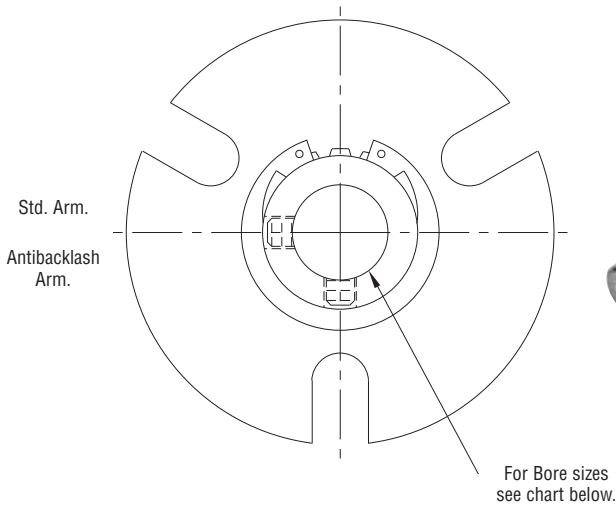 Std. Arm.
Antibacklash
Arm.
For Bore sizes
see chart below.